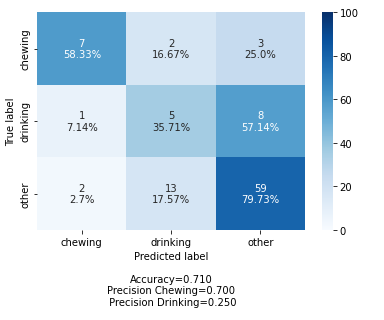 100
7 2 3
58.33% 16.67% 25.0%
chewing
80
1 5 8
7.14% 35.71% 57.14%
drinking
True label
60
40
2 13 59
2.7% 17.57% 79.73%
other
20
0
chewing drinking other
Predicted label
Accuracy=0.710
Precision Chewing=0.700
Precision Drinking=0.250